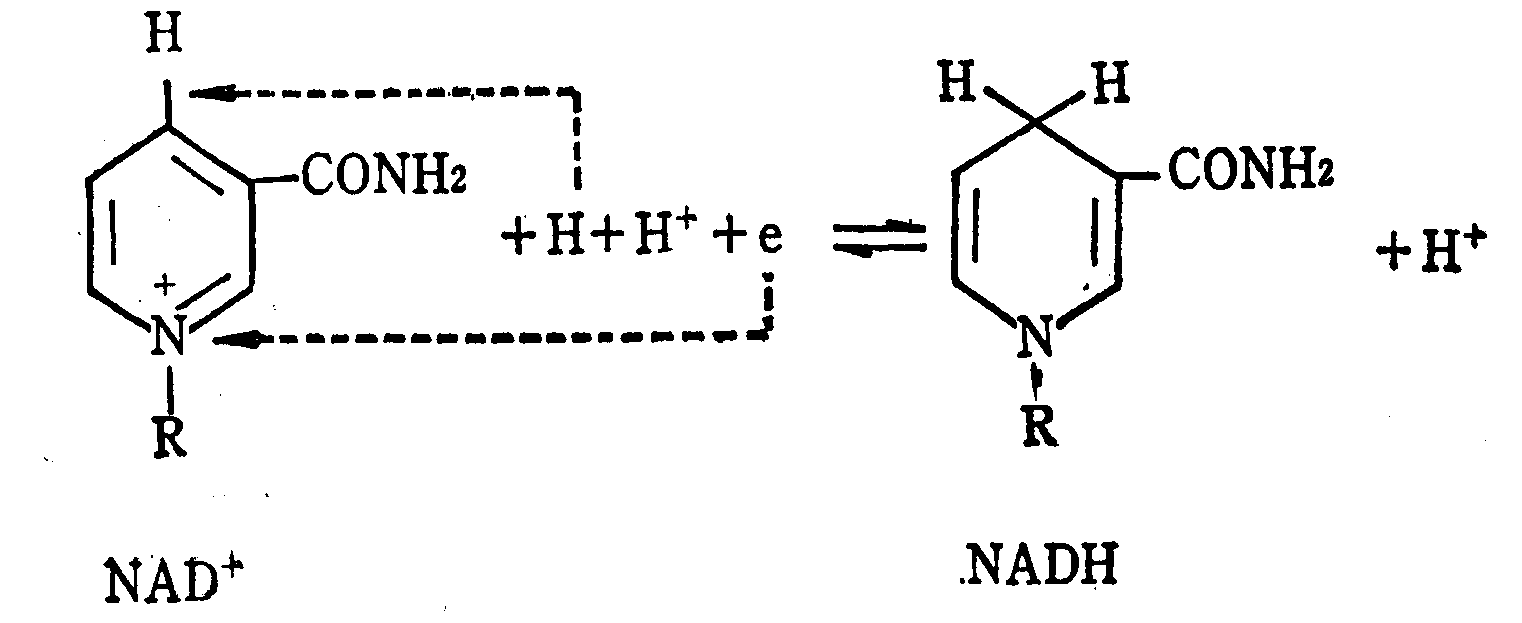 H
H H
CONH2
CONH2
+H+H⁺+e ⇌
+H⁺
+
N
N
R
R
NAD⁺
NADH